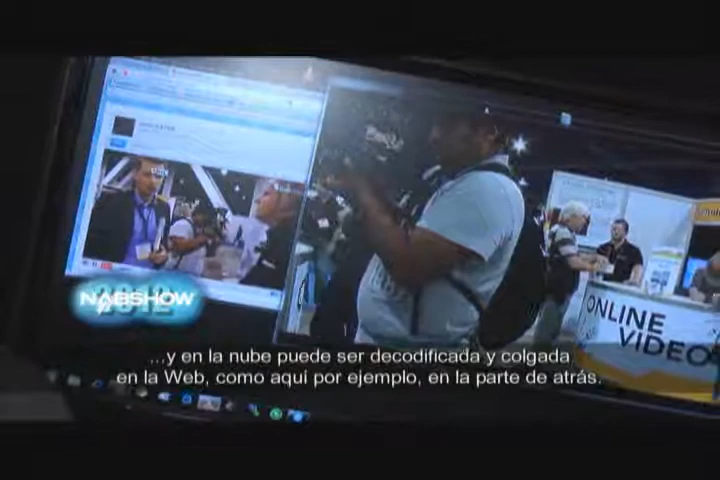 NABSHOW
2012
ONLINE
VIDEO
...y en la nube puede ser decodificada y colgada
en la Web, como aquí por ejemplo, en la parte de atrás.